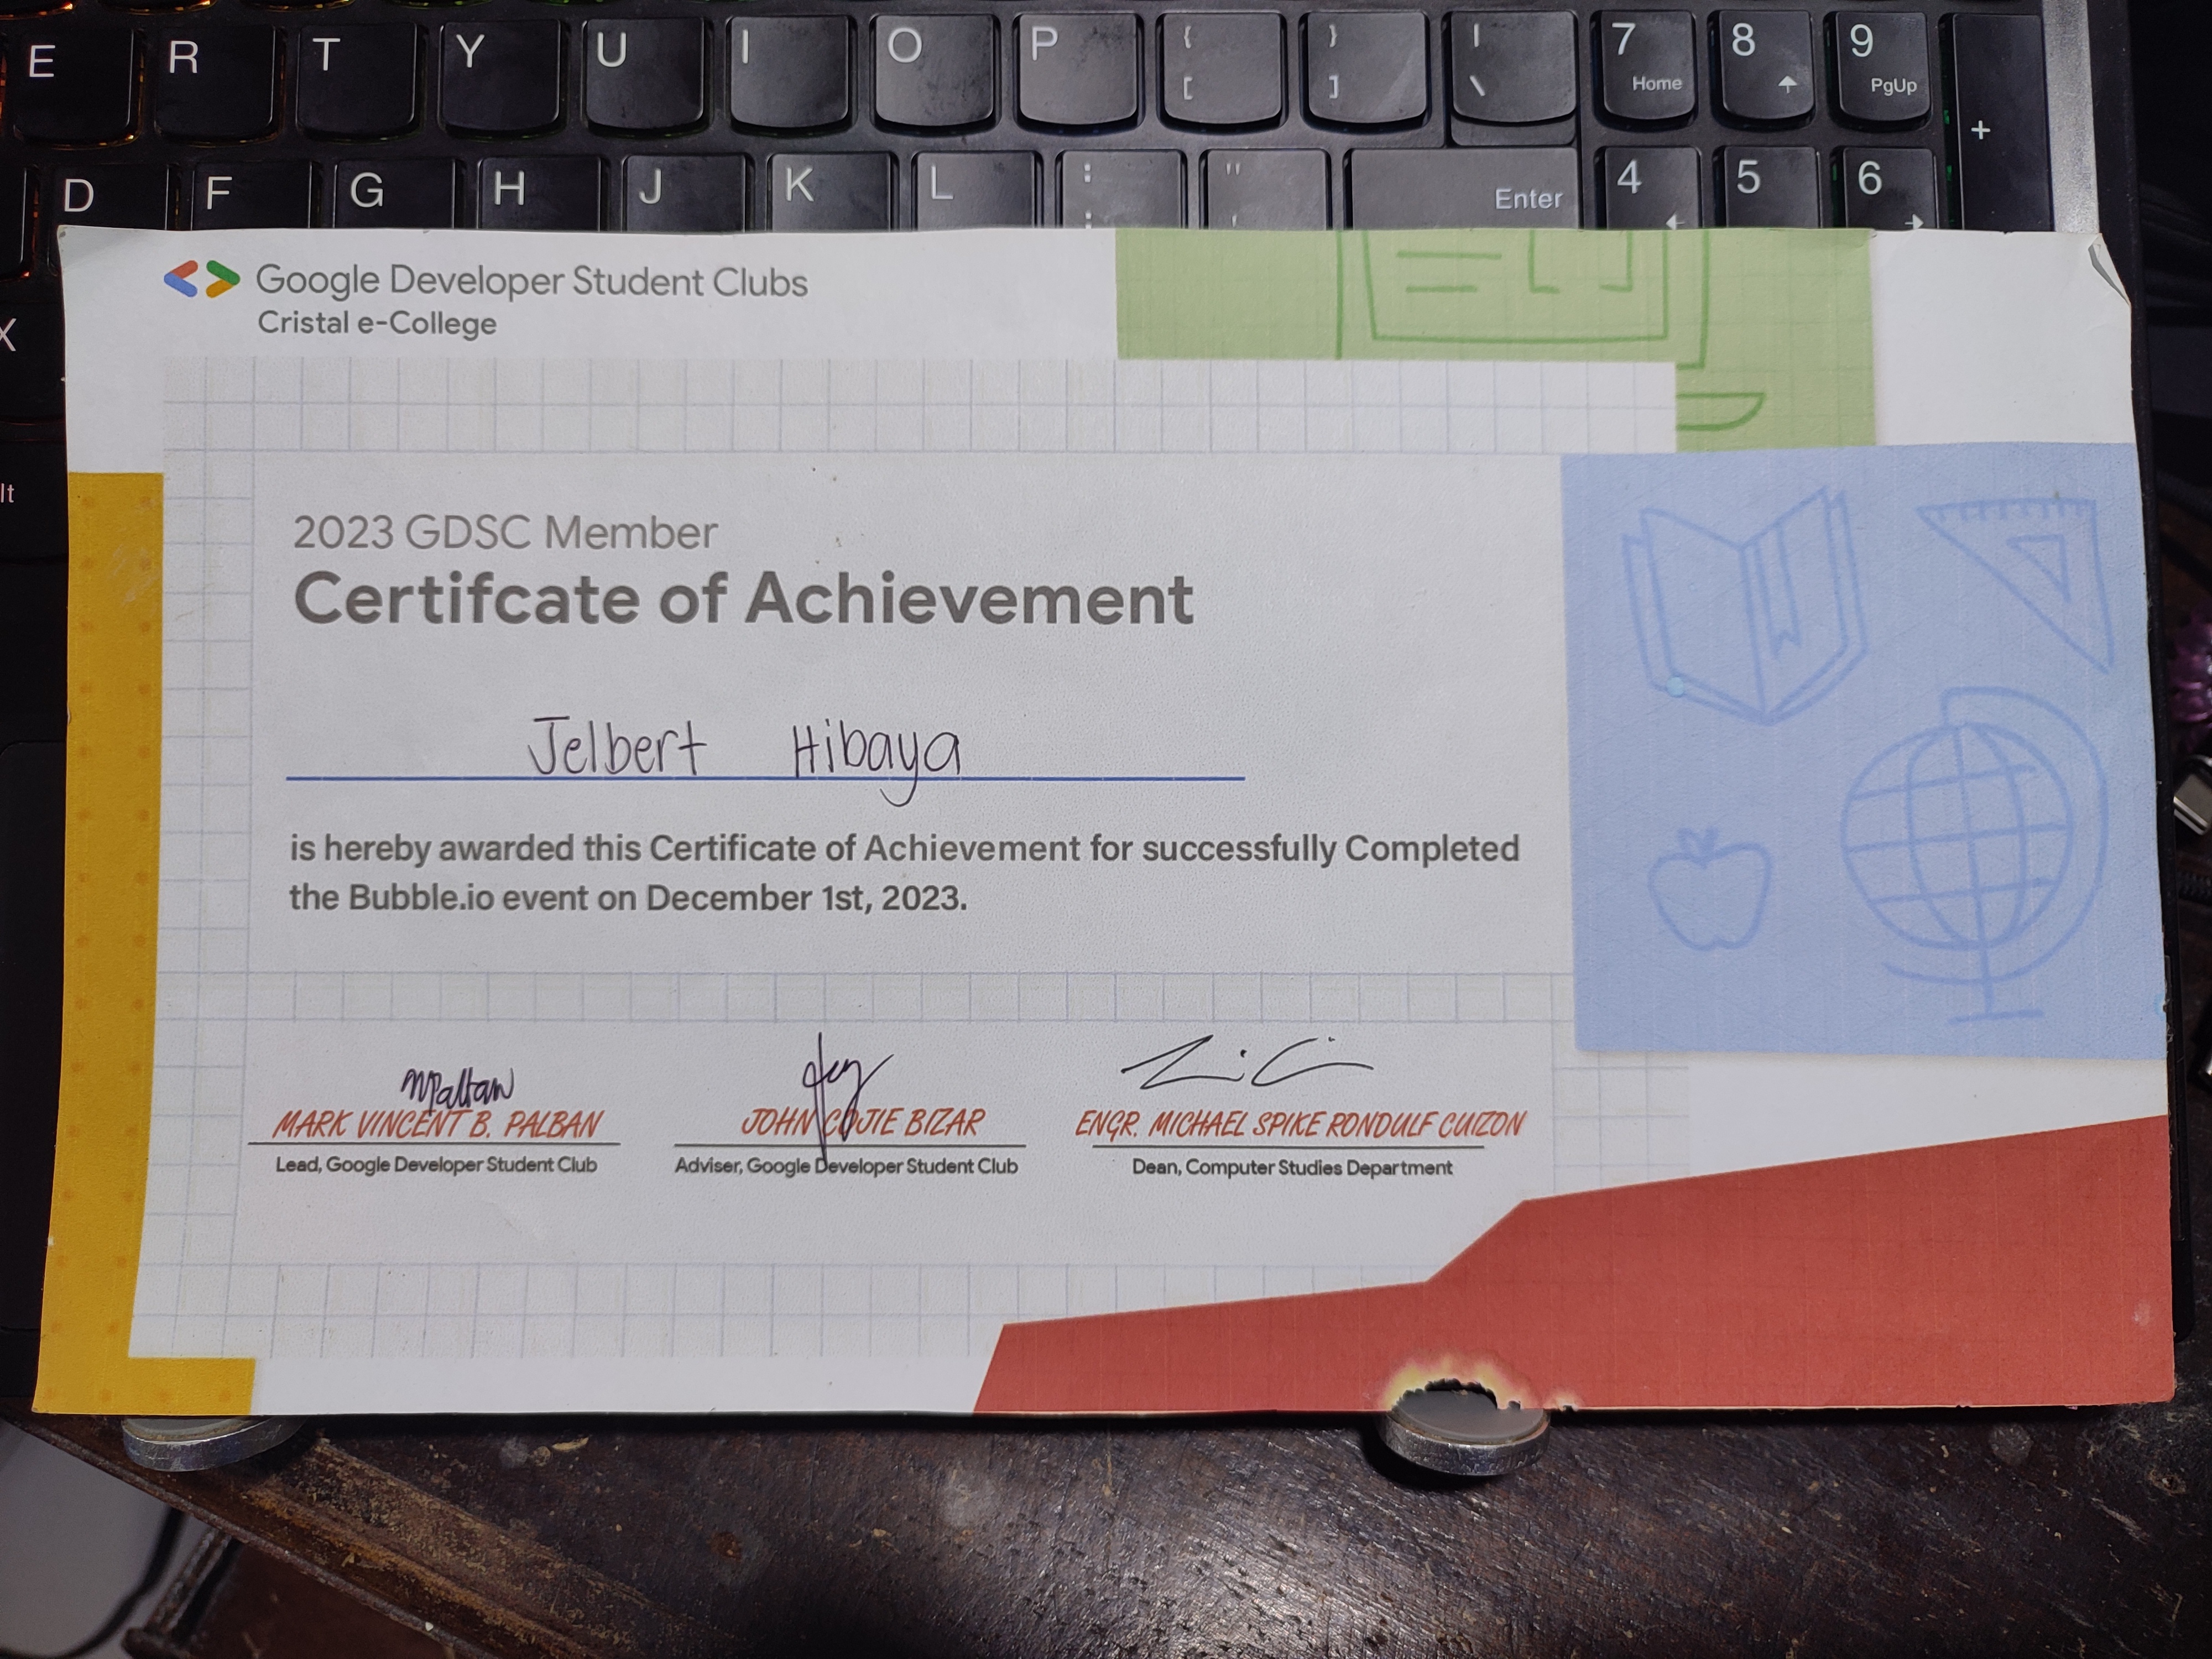 E R T Y U I O P { [ } ] | \ 7 Home 8 9 PgUp +
D F G H J K L : ; " ' Enter 4 5 6
X
lt
Google Developer Student Clubs
Cristal e-College
2023 GDSC Member
Certifcate of Achievement
Jelbert Hibaya
is hereby awarded this Certificate of Achievement for successfully Completed
the Bubble.io event on December 1st, 2023.
MPalban
MARK VINCENT B. PALBAN
Lead, Google Developer Student Club
JOHN COJIE BIZAR
Adviser, Google Developer Student Club
ENGR. MICHAEL SPIKE RONDULF CUIZON
Dean, Computer Studies Department